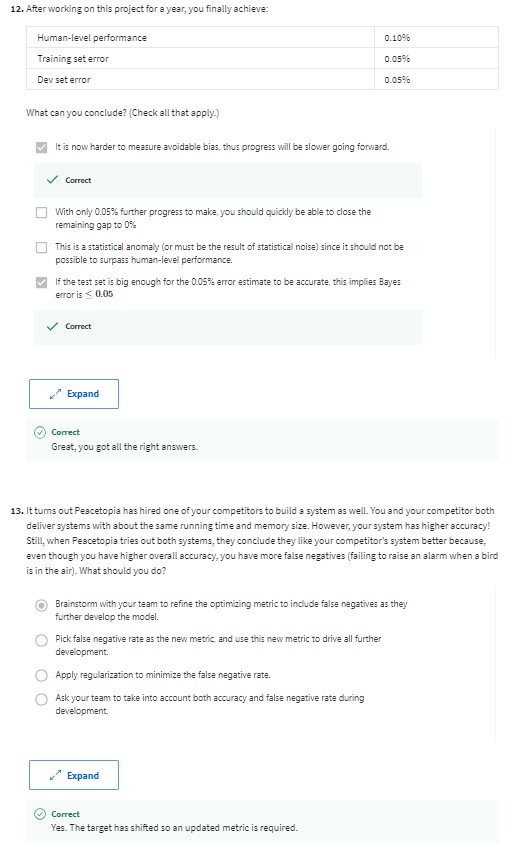 12. After working on this project for a year, you finally achieve:
Human-level performance 0.10%
Training set error 0.05%
Dev set error 0.05%
What can you conclude? (Check all that apply.)
It is now harder to measure avoidable bias, thus progress will be slower going forward.
Correct
With only 0.05% further progress to make, you should quickly be able to close the
remaining gap to 0%
This is a statistical anomaly (or must be the result of statistical noise) since it should not be
possible to surpass human-level performance.
If the test set is big enough for the 0.05% error estimate to be accurate, this implies Bayes
error is ≤ 0.05
Correct
Expand
Correct
Great, you got all the right answers.
13. It turns out Peacetopia has hired one of your competitors to build a system as well. You and your competitor both
deliver systems with about the same running time and memory size. However, your system has higher accuracy!
Still, when Peacetopia tries out both systems, they conclude they like your competitor's system better because,
even though you have higher overall accuracy, you have more false negatives (failing to raise an alarm when a bird
is in the air). What should you do?
Brainstorm with your team to refine the optimizing metric to include false negatives as they
further develop the model.
Pick false negative rate as the new metric, and use this new metric to drive all further
development.
Apply regularization to minimize the false negative rate.
Ask your team to take into account both accuracy and false negative rate during
development.
Expand
Correct
Yes. The target has shifted so an updated metric is required.